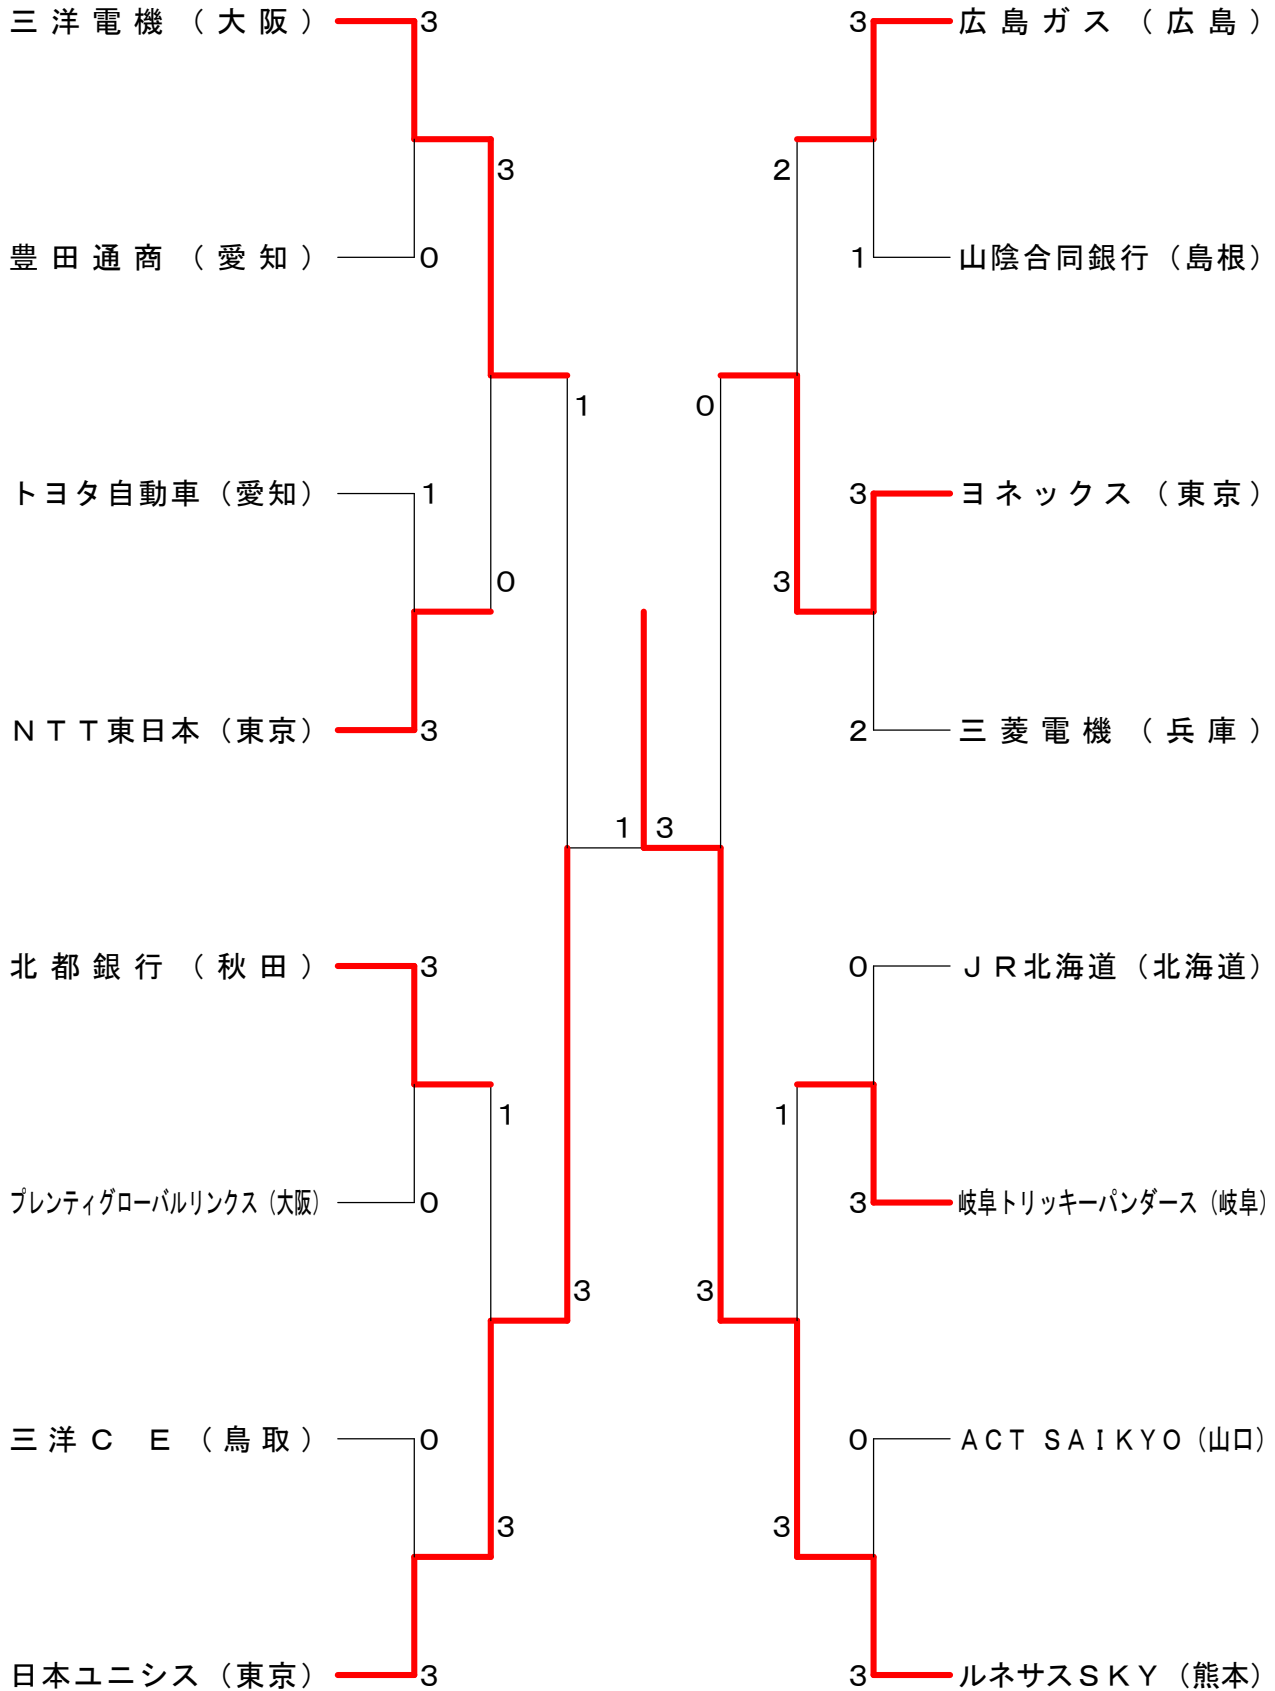 三洋電機（大阪） 3
3 広島ガス（広島）
3
2
豊田通商（愛知） 0
1 山陰合同銀行（島根）
1
0
トヨタ自動車（愛知） 1
3 ヨネックス（東京）
0
3
ＮＴＴ東日本（東京） 3
2 三菱電機（兵庫）
1 3
北都銀行（秋田） 3
0 ＪＲ北海道（北海道）
1
1
プレンティグローバルリンクス（大阪） 0
3 岐阜トリッキーパンダース（岐阜）
3
3
三洋Ｃ　Ｅ（鳥取） 0
0 ＡＣＴ ＳＡＩＫＹＯ（山口）
3
3
日本ユニシス（東京） 3
3 ルネサスＳＫＹ（熊本）